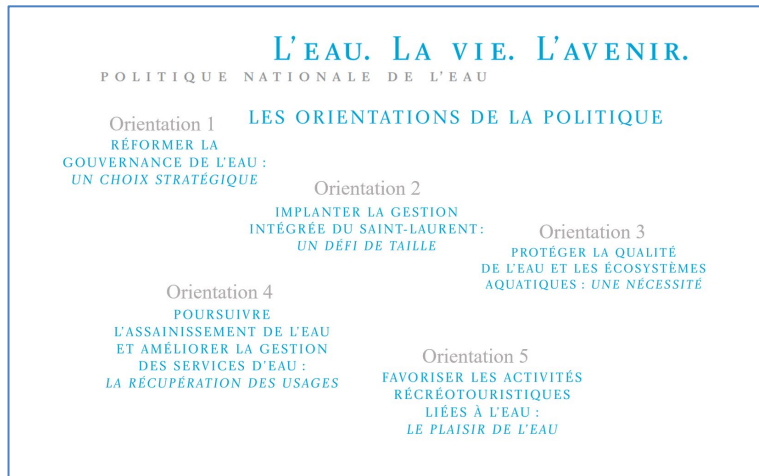 L'EAU. LA VIE. L'AVENIR.
POLITIQUE NATIONALE DE L'EAU
LES ORIENTATIONS DE LA POLITIQUE
Orientation 1
RÉFORMER LA
GOUVERNANCE DE L'EAU :
UN CHOIX STRATÉGIQUE
Orientation 2
IMPLANTER LA GESTION
INTÉGRÉE DU SAINT-LAURENT :
UN DÉFI DE TAILLE
Orientation 3
PROTÉGER LA QUALITÉ
DE L'EAU ET LES ÉCOSYSTÈMES
AQUATIQUES : UNE NÉCESSITÉ
Orientation 4
POURSUIVRE
L'ASSAINISSEMENT DE L'EAU
ET AMÉLIORER LA GESTION
DES SERVICES D'EAU :
LA RÉCUPÉRATION DES USAGES
Orientation 5
FAVORISER LES ACTIVITÉS
RÉCRÉOTOURISTIQUES
LIÉES À L'EAU :
LE PLAISIR DE L'EAU